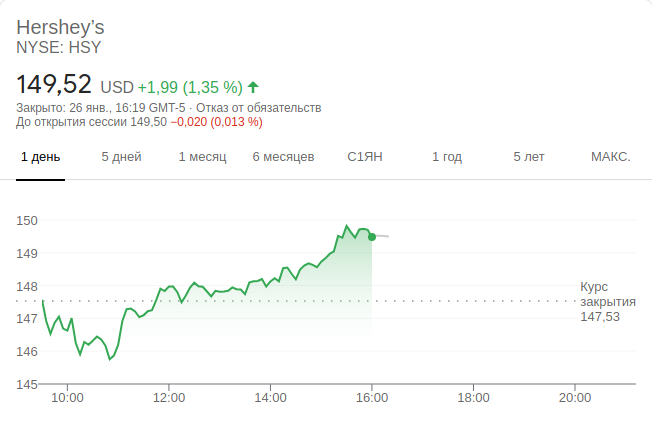 Hershey’s
NYSE: HSY
149,52 USD +1,99 (1,35 %)
Закрыто: 26 янв., 16:19 GMT-5 · Отказ от обязательств
До открытия сессии 149,50 −0,020 (0,013 %)
1 день 5 дней 1 месяц 6 месяцев С1ЯН 1 год 5 лет МАКС.
150
149
148
Курс
закрытия
147,53
147
146
145
10:00 12:00 14:00 16:00 18:00 20:00